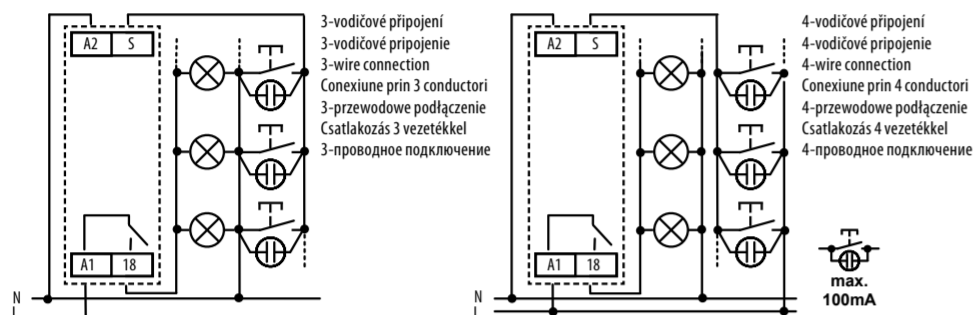 A2 S
3-vodičové připojení
3-vodičové pripojenie
3-wire connection
Conexiune prin 3 conductori
3-przewodowe podłączenie
Csatlakozás 3 vezetékkel
3-проводное подключение
A1 18
N
L
A2 S
4-vodičové připojení
4-vodičové pripojenie
4-wire connection
Conexiune prin 4 conductori
4-przewodowe podłączenie
Csatlakozás 4 vezetékkel
4-проводное подключение
A1 18
N
L
max.
100mA